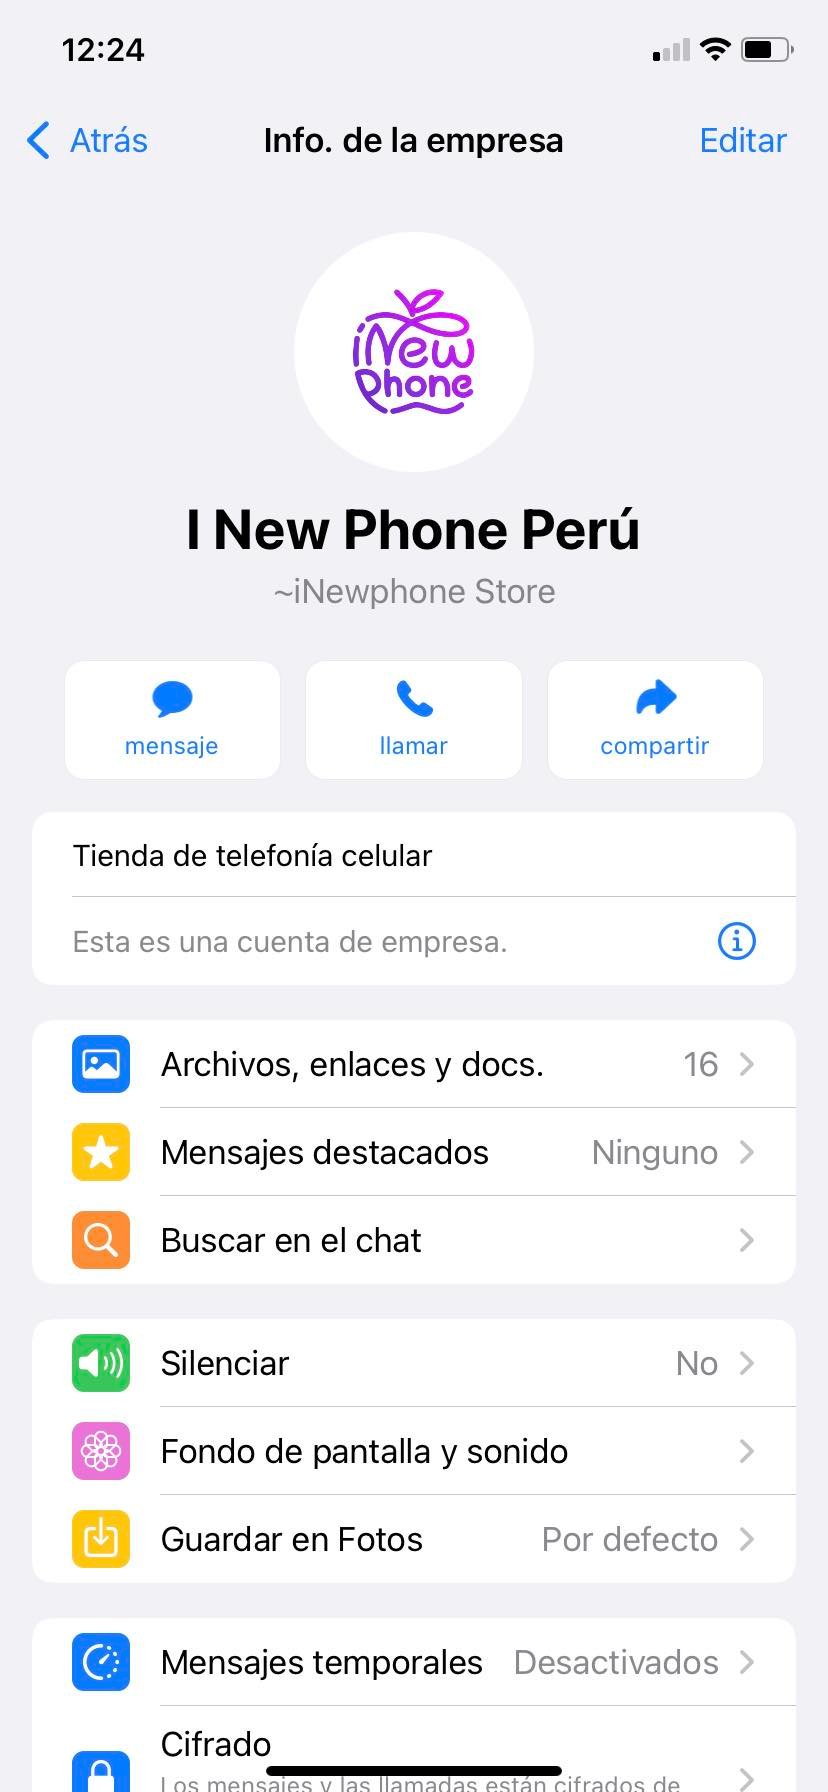 12:24
Atrás Info. de la empresa Editar
iNew
Phone
I New Phone Perú
~iNewphone Store
mensaje llamar compartir
Tienda de telefonía celular
Esta es una cuenta de empresa.
Archivos, enlaces y docs. 16
Mensajes destacados Ninguno
Buscar en el chat
Silenciar No
Fondo de pantalla y sonido
Guardar en Fotos Por defecto
Mensajes temporales Desactivados
Cifrado
Los mensajes y las llamadas están cifrados de